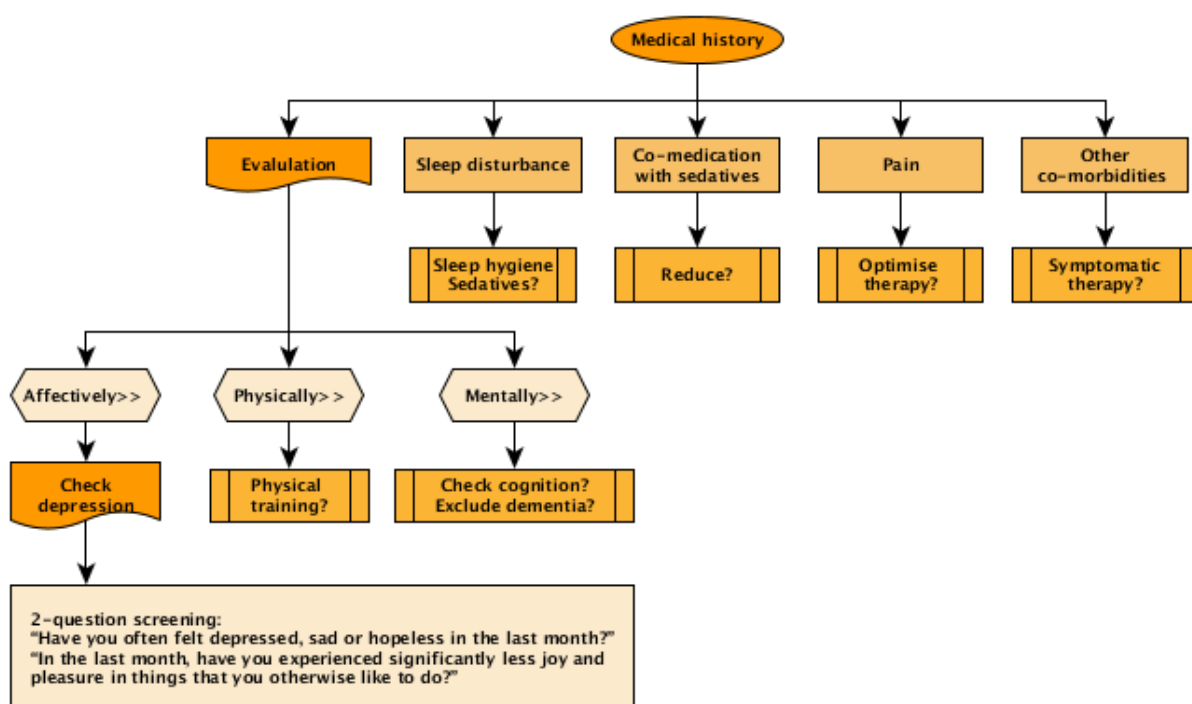 Medical history
Evalulation
Sleep disturbance
Co-medication
with sedatives
Pain
Other
co-morbidities
Sleep hygiene
Sedatives?
Reduce?
Optimise
therapy?
Symptomatic
therapy?
Affectively>>
Physically>>
Mentally>>
Check
depression
Physical
training?
Check cognition?
Exclude dementia?
2-question screening:
“Have you often felt depressed, sad or hopeless in the last month?”
“In the last month, have you experienced significantly less joy and
pleasure in things that you otherwise like to do?”